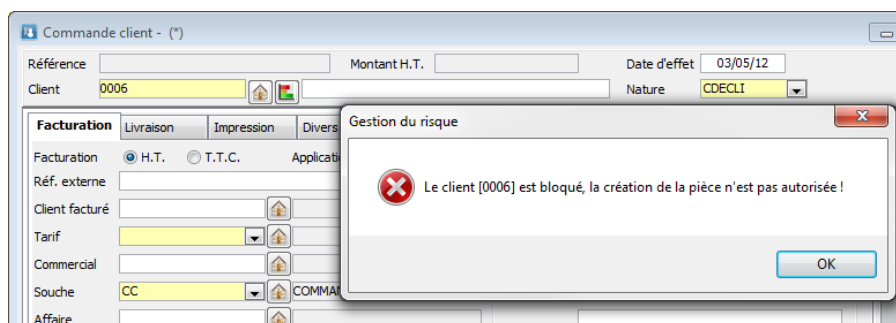 Commande client - (*)
Référence Montant H.T. Date d'effet 03/05/12
Client 0006 Nature CDECLI
Facturation Livraison Impression Divers
Gestion du risque
Facturation H.T. T.T.C. Applicati
Le client [0006] est bloqué, la création de la pièce n'est pas autorisée !
Réf. externe
Client facturé
Tarif
Commercial
OK
Souche CC COMMAN
Affaire